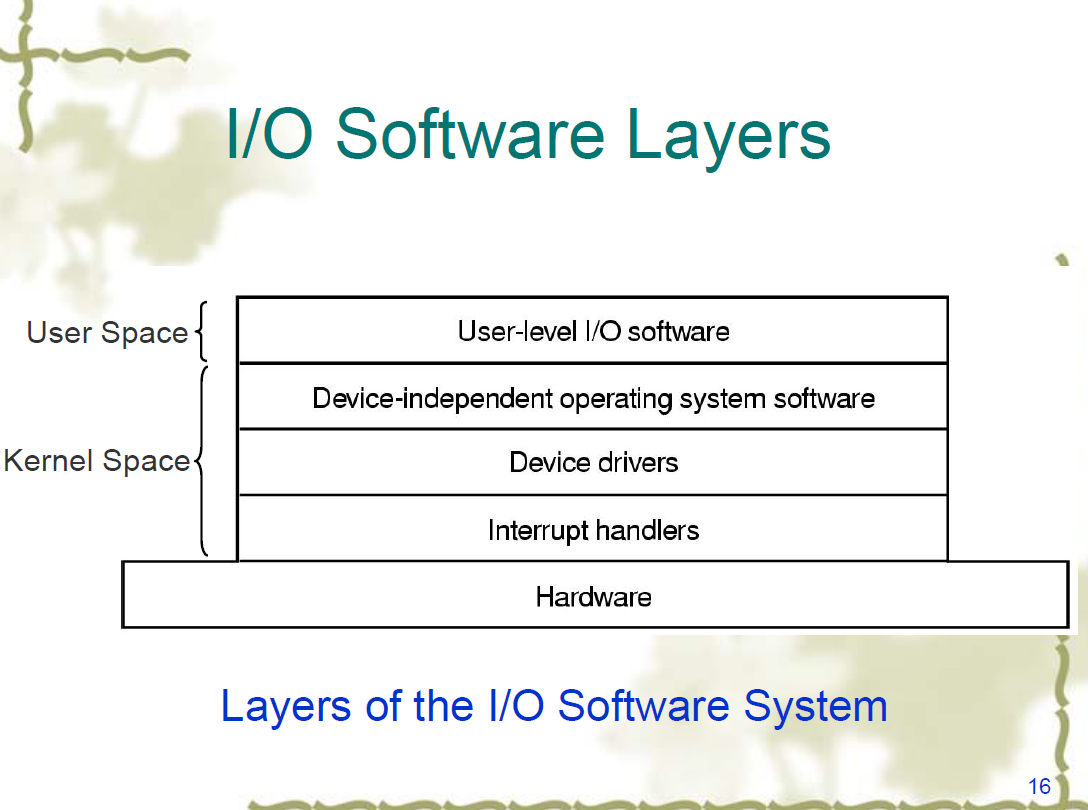 I/O Software Layers
User Space
User-level I/O software
Device-independent operating system software
Kernel Space
Device drivers
Interrupt handlers
Hardware
Layers of the I/O Software System
16